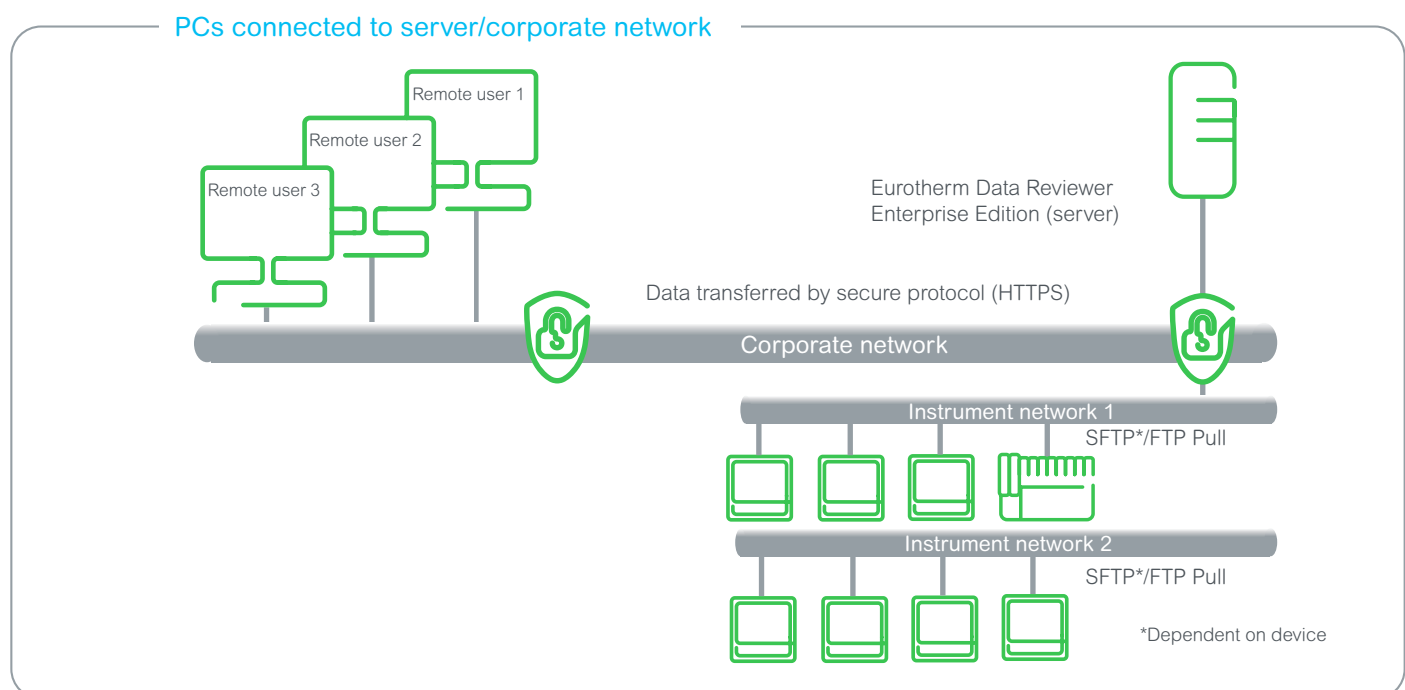 PCs connected to server/corporate network
Remote user 1
Remote user 2
Remote user 3
Eurotherm Data Reviewer
Enterprise Edition (server)
Data transferred by secure protocol (HTTPS)
Corporate network
Instrument network 1
SFTP*/FTP Pull
Instrument network 2
SFTP*/FTP Pull
*Dependent on device